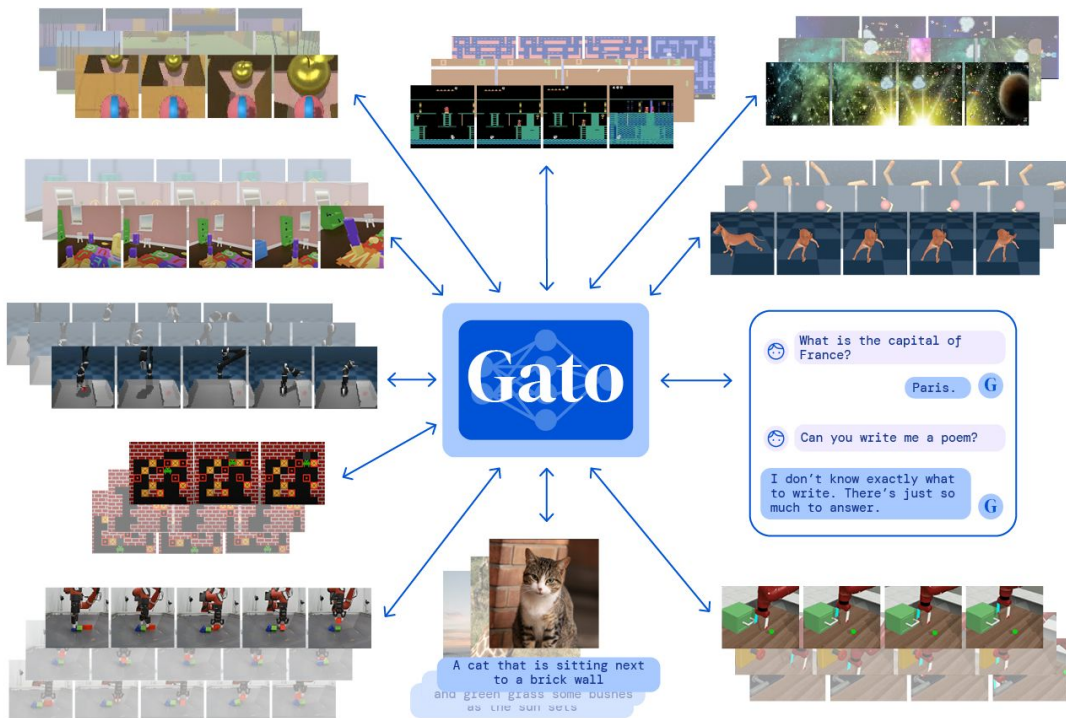 Gato
What is the capital of
France?
Paris.
G
Can you write me a poem?
I don't know exactly what
to write. There's just so
much to answer.
G
A cat that is sitting next
to a brick wall
and green grass some bushes
as the sun sets